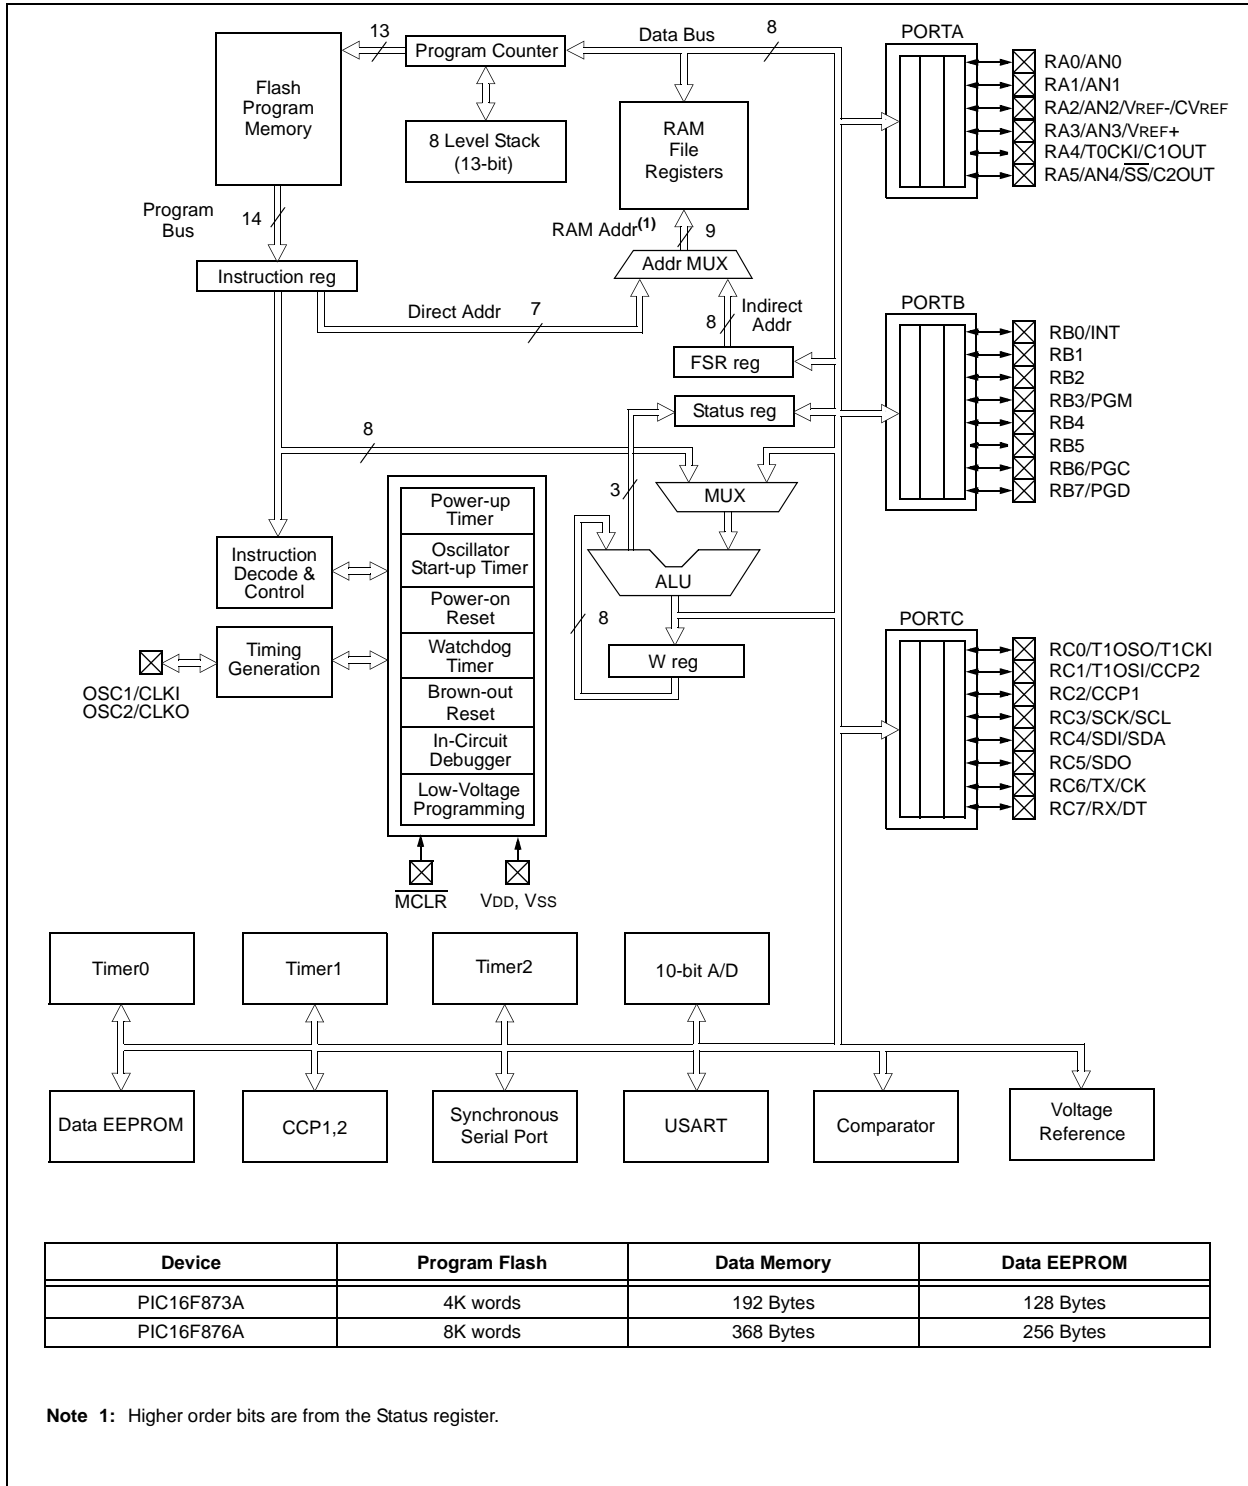 13
Program Counter
Data Bus
8
PORTA
Flash
Program
Memory
8 Level Stack
(13-bit)
RAM
File
Registers
RA0/AN0
RA1/AN1
RA2/AN2/VREF-/CVREF
RA3/AN3/VREF+
RA4/T0CKI/C1OUT
RA5/AN4/SS/C2OUT
Program
Bus
14
RAM Addr(1)
9
Instruction reg
Addr MUX
Direct Addr
7
8
Indirect
Addr
FSR reg
Status reg
PORTB
RB0/INT
RB1
RB2
RB3/PGM
RB4
RB5
RB6/PGC
RB7/PGD
8
3
MUX
ALU
8
W reg
Instruction
Decode &
Control
Timing
Generation
OSC1/CLKI
OSC2/CLKO
Power-up
Timer
Oscillator
Start-up Timer
Power-on
Reset
Watchdog
Timer
Brown-out
Reset
In-Circuit
Debugger
Low-Voltage
Programming
MCLR
VDD, VSS
PORTC
RC0/T1OSO/T1CKI
RC1/T1OSI/CCP2
RC2/CCP1
RC3/SCK/SCL
RC4/SDI/SDA
RC5/SDO
RC6/TX/CK
RC7/RX/DT
Timer0
Timer1
Timer2
10-bit A/D
Data EEPROM
CCP1,2
Synchronous
Serial Port
USART
Comparator
Voltage
Reference
Device Program Flash Data Memory Data EEPROM
PIC16F873A 4K words 192 Bytes 128 Bytes
PIC16F876A 8K words 368 Bytes 256 Bytes
Note 1: Higher order bits are from the Status register.